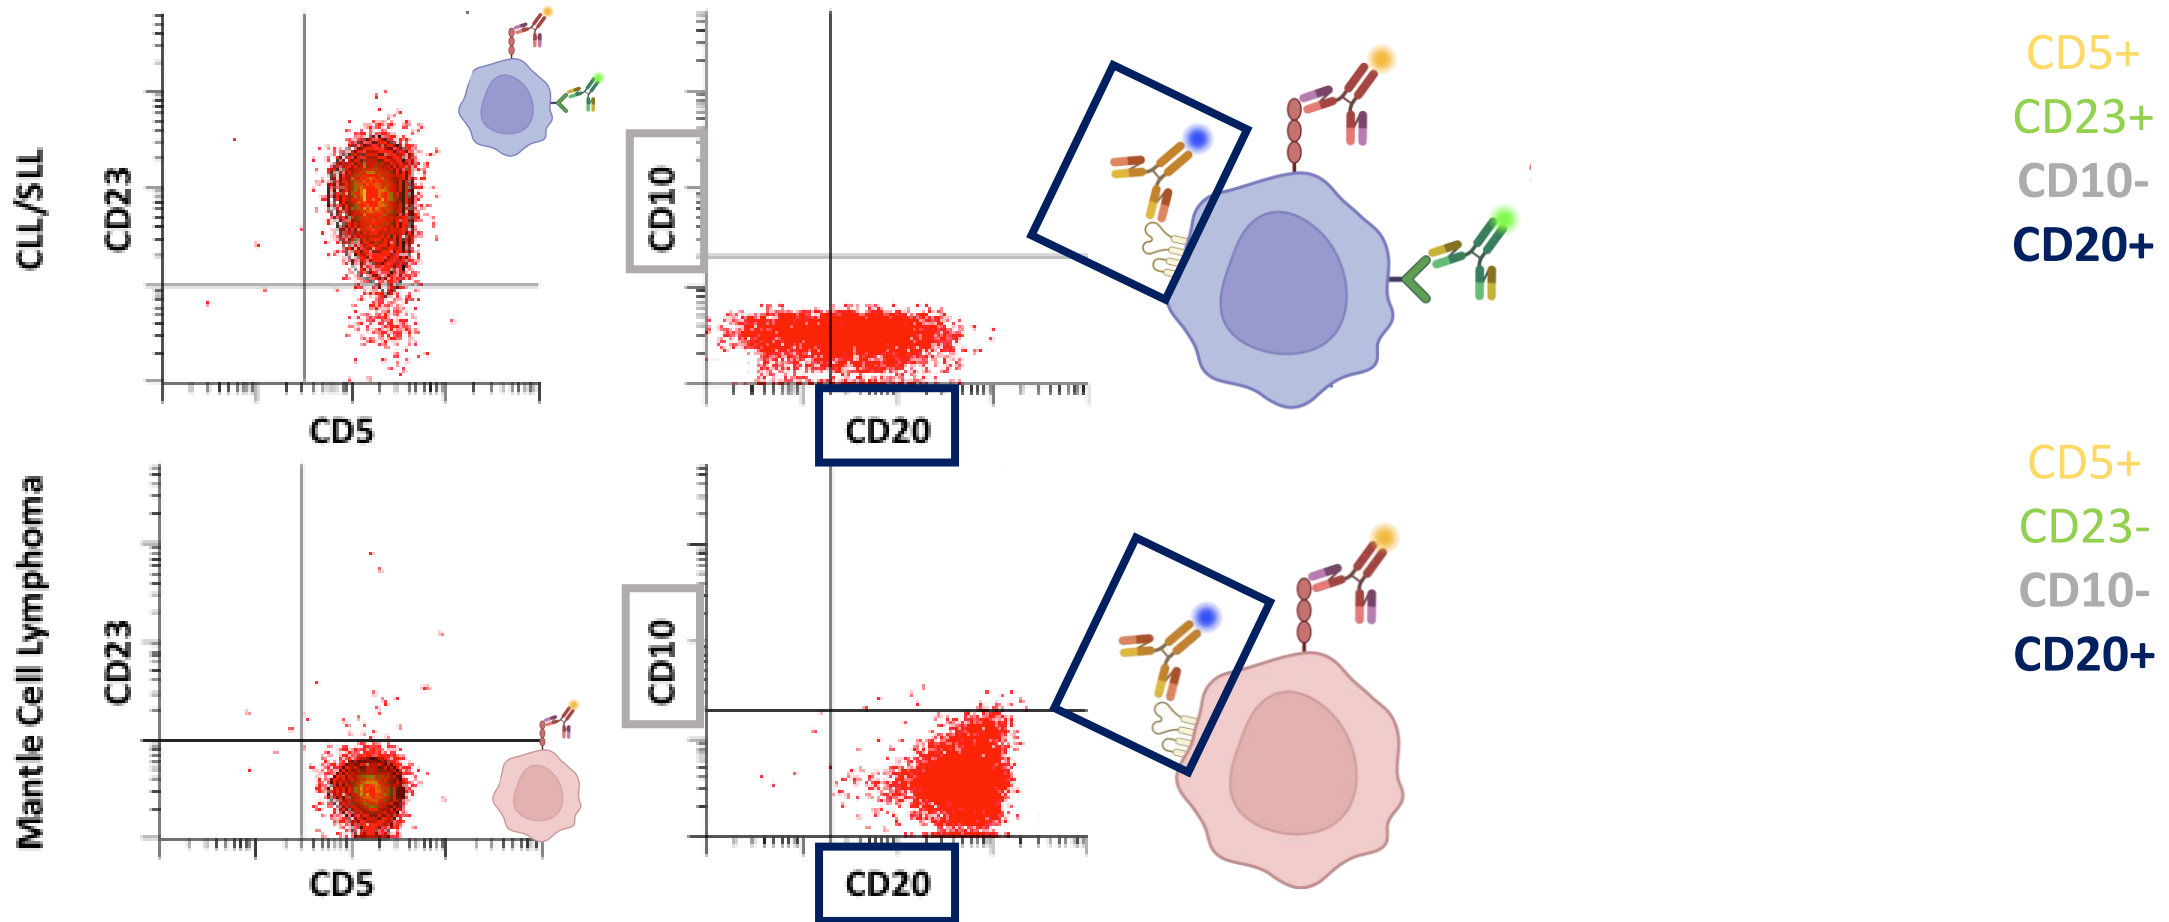 CLL/SLL
CD23
CD5
CD10
CD20
CD5+
CD23+
CD10-
CD20+
Mantle Cell Lymphoma
CD23
CD5
CD10
CD20
CD5+
CD23-
CD10-
CD20+